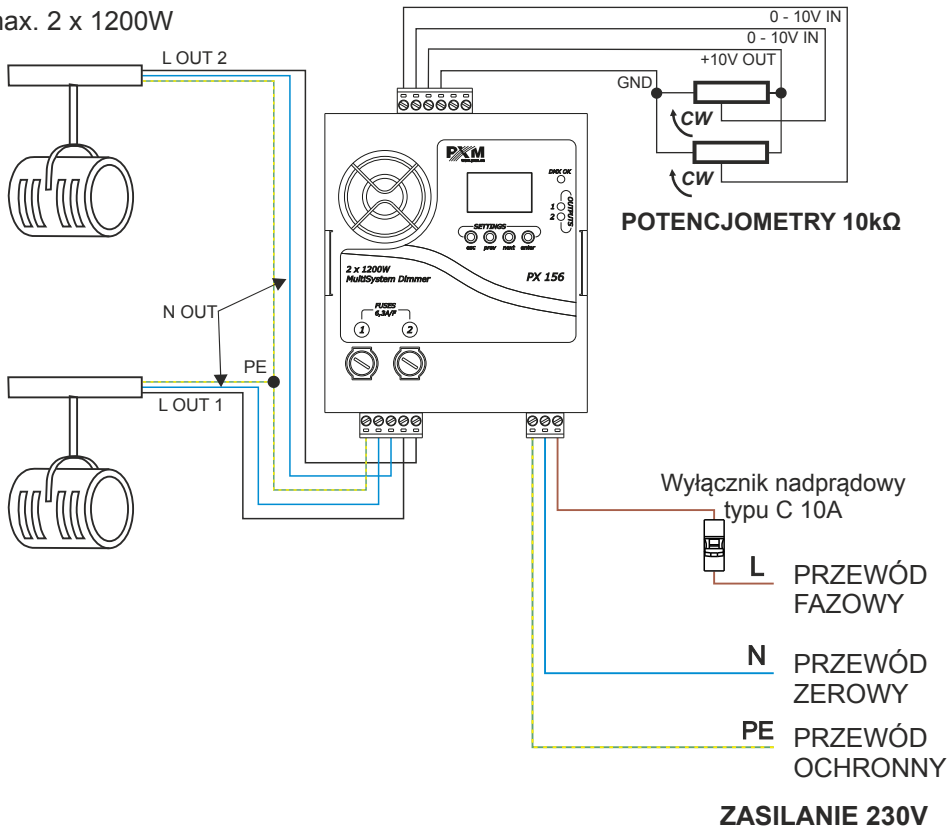 max. 2 x 1200W
0 - 10V IN
0 - 10V IN
+10V OUT
GND
CW
CW
POTENCJOMETRY 10kΩ
L OUT 2
N OUT
PE
L OUT 1
PXM
www.pxm.eu
DMX OK
1
2
OUTPUTS
SETTINGS
esc prev next enter
2 x 1200W
MultiSystem Dimmer
PX 156
FUSES
6,3A/F
1 2
Wyłącznik nadprądowy
typu C 10A
L PRZEWÓD
FAZOWY
N PRZEWÓD
ZEROWY
PE PRZEWÓD
OCHRONNY
ZASILANIE 230V